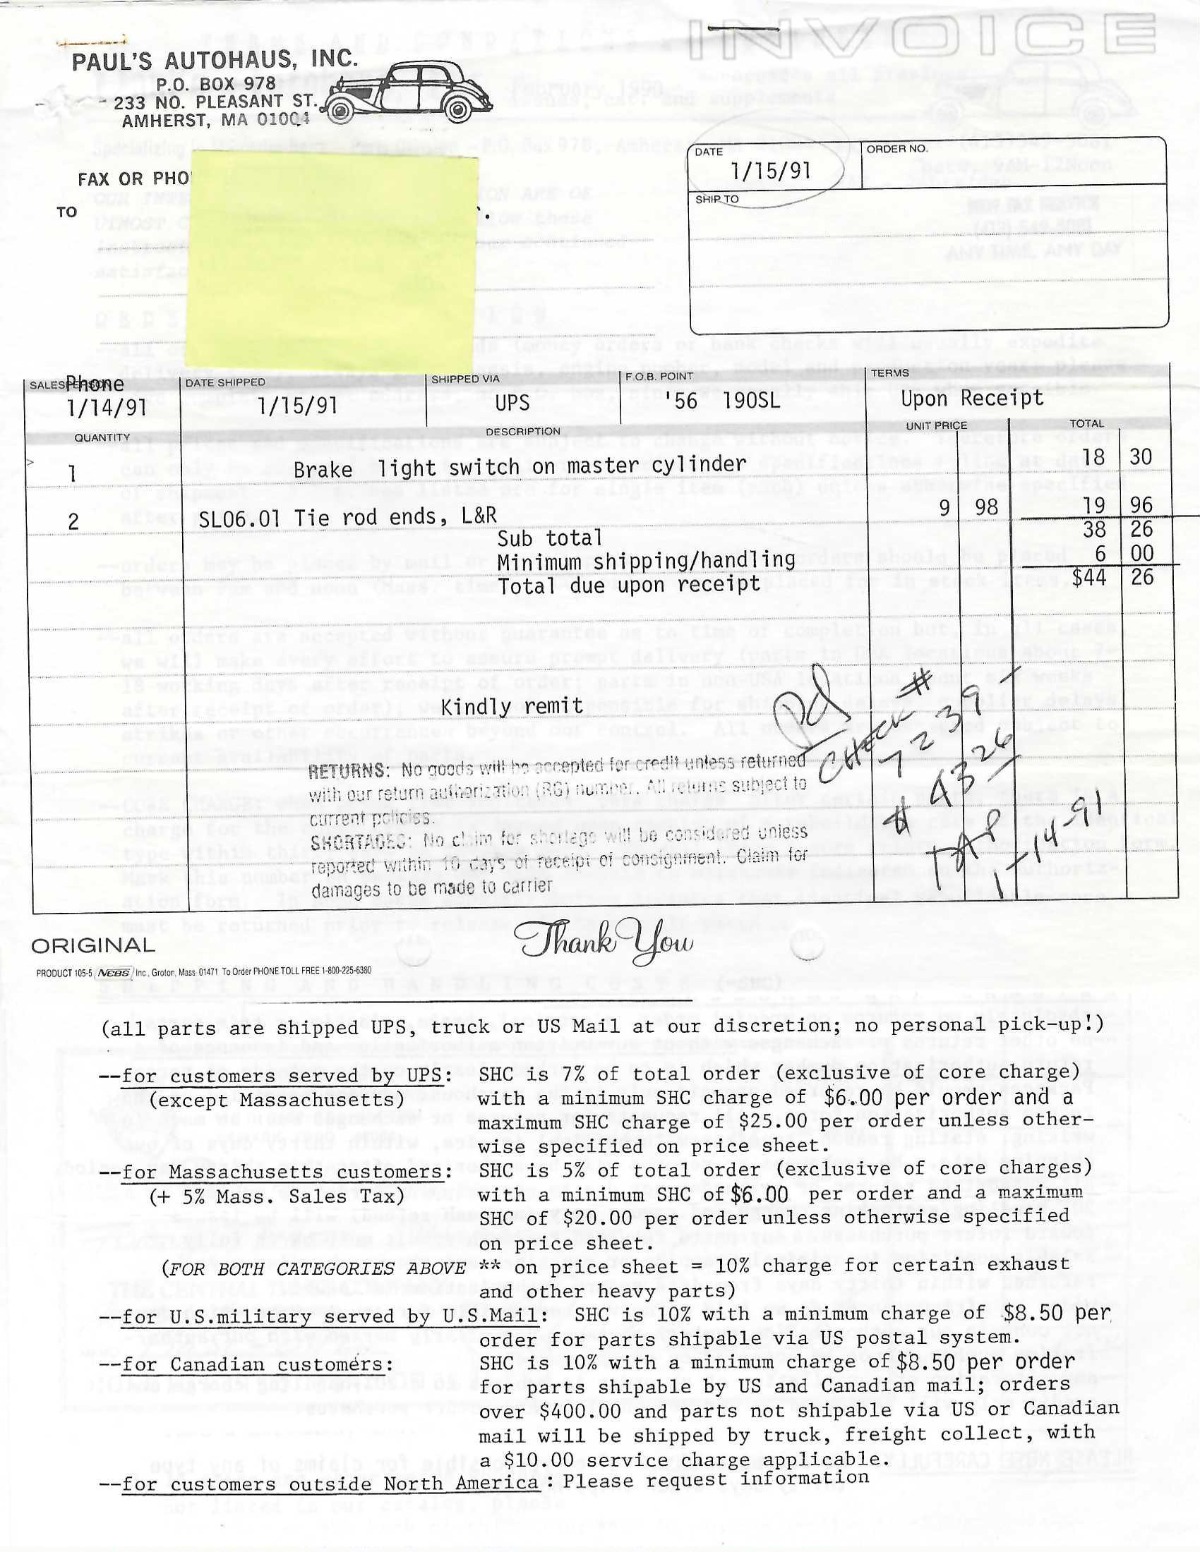 INVOICE
PAUL'S AUTOHAUS, INC.
P.O. BOX 978
233 NO. PLEASANT ST.
AMHERST, MA 01004
DATE
1/15/91
ORDER NO.
FAX OR PHO
TO
SHIP TO
SALESPERSON
Phone
1/14/91
DATE SHIPPED
1/15/91
SHIPPED VIA
UPS
F.O.B. POINT
'56 190SL
TERMS
Upon Receipt
QUANTITY DESCRIPTION UNIT PRICE TOTAL
1 Brake light switch on master cylinder 18 30
2 SL06.01 Tie rod ends, L&R 9 98 19 96
Sub total 38 26
Minimum shipping/handling 6 00
Total due upon receipt $44 26
Kindly remit
Pd
CHECK #
7239
$ 4326
1-14-91
RETURNS: No goods will be accepted for credit unless returned
with our return authorization (RG) number. All returns subject to
current policies.
SHORTAGES: No claim for shortage will be considered unless
reported within 10 days of receipt of consignment. Claim for
damages to be made to carrier
ORIGINAL
Thank You
PRODUCT 105-5 NEBS Inc., Groton, Mass. 01471 To Order PHONE TOLL FREE 1-800-225-6380
(all parts are shipped UPS, truck or US Mail at our discretion; no personal pick-up!)
--for customers served by UPS: SHC is 7% of total order (exclusive of core charge)
(except Massachusetts) with a minimum SHC charge of $6.00 per order and a
maximum SHC charge of $25.00 per order unless other-
wise specified on price sheet.
--for Massachusetts customers: SHC is 5% of total order (exclusive of core charges)
(+ 5% Mass. Sales Tax) with a minimum SHC of $6.00 per order and a maximum
SHC of $20.00 per order unless otherwise specified
on price sheet.
(FOR BOTH CATEGORIES ABOVE ** on price sheet = 10% charge for certain exhaust
and other heavy parts)
--for U.S.military served by U.S.Mail: SHC is 10% with a minimum charge of $8.50 per
order for parts shipable via US postal system.
--for Canadian customers: SHC is 10% with a minimum charge of $8.50 per order
for parts shipable by US and Canadian mail; orders
over $400.00 and parts not shipable via US or Canadian
mail will be shipped by truck, freight collect, with
a $10.00 service charge applicable.
--for customers outside North America: Please request information